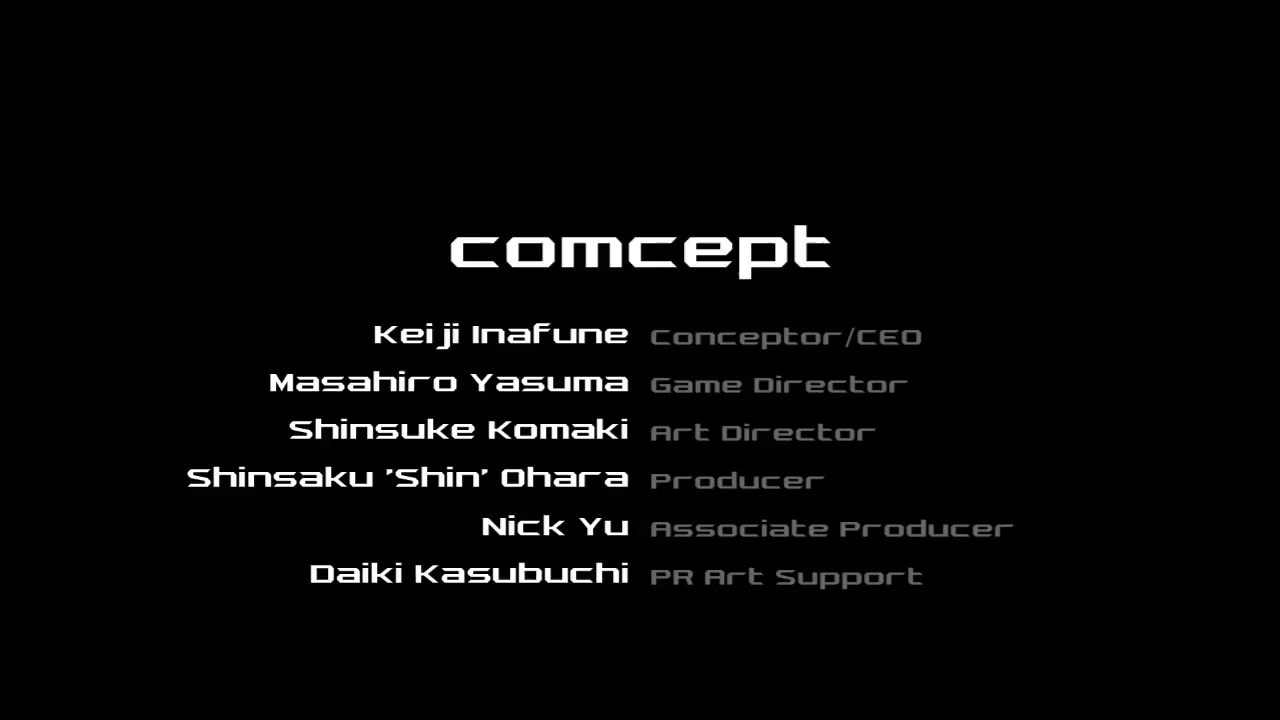 comcept
Keiji Inafune Conceptor/CEO
Masahiro Yasuma Game Director
Shinsuke Komaki Art Director
Shinsaku 'Shin' Ohara Producer
Nick Yu Associate Producer
Daiki Kasubuchi PR Art Support